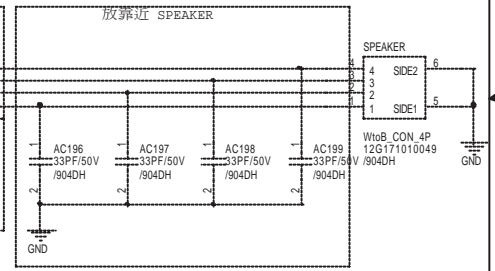 放靠近 SPEAKER
SPEAKER
4
3
2
1
4 SIDE2 6
3
2
1 SIDE1 5
WtoB_CON_4P
12G171010049
/904DH
GND
1
AC196
33PF/50V
/904DH
2
1
AC197
33PF/50V
/904DH
2
1
AC198
33PF/50V
/904DH
2
1
AC199
33PF/50V
/904DH
2
GND